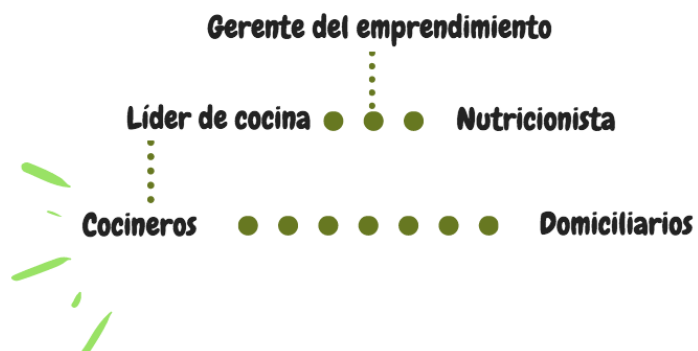 Gerente del emprendimiento
Líder de cocina
Nutricionista
Cocineros
Domiciliarios